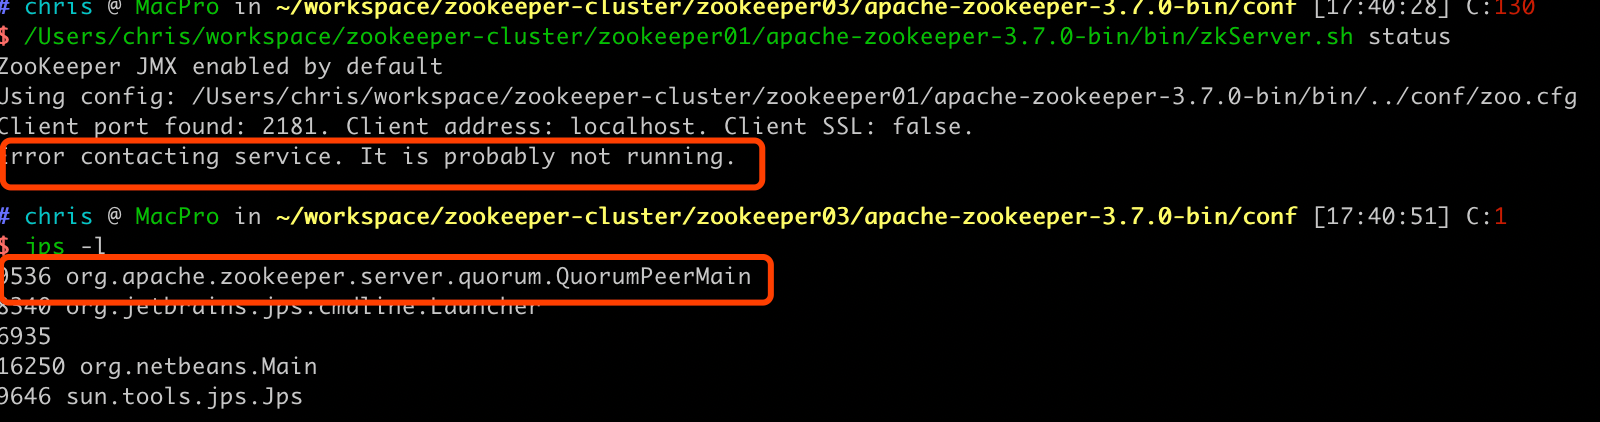 # chris @ MacPro in ~/workspace/zookeeper-cluster/zookeeper03/apache-zookeeper-3.7.0-bin/conf [17:40:28] C:130
$ /Users/chris/workspace/zookeeper-cluster/zookeeper01/apache-zookeeper-3.7.0-bin/bin/zkServer.sh status
ZooKeeper JMX enabled by default
Using config: /Users/chris/workspace/zookeeper-cluster/zookeeper01/apache-zookeeper-3.7.0-bin/bin/../conf/zoo.cfg
Client port found: 2181. Client address: localhost. Client SSL: false.
Error contacting service. It is probably not running.
# chris @ MacPro in ~/workspace/zookeeper-cluster/zookeeper03/apache-zookeeper-3.7.0-bin/conf [17:40:51] C:1
$ jps -l
9536 org.apache.zookeeper.server.quorum.QuorumPeerMain
8340 org.jetbrains.jps.cmdline.Launcher
6935
16250 org.netbeans.Main
9646 sun.tools.jps.Jps